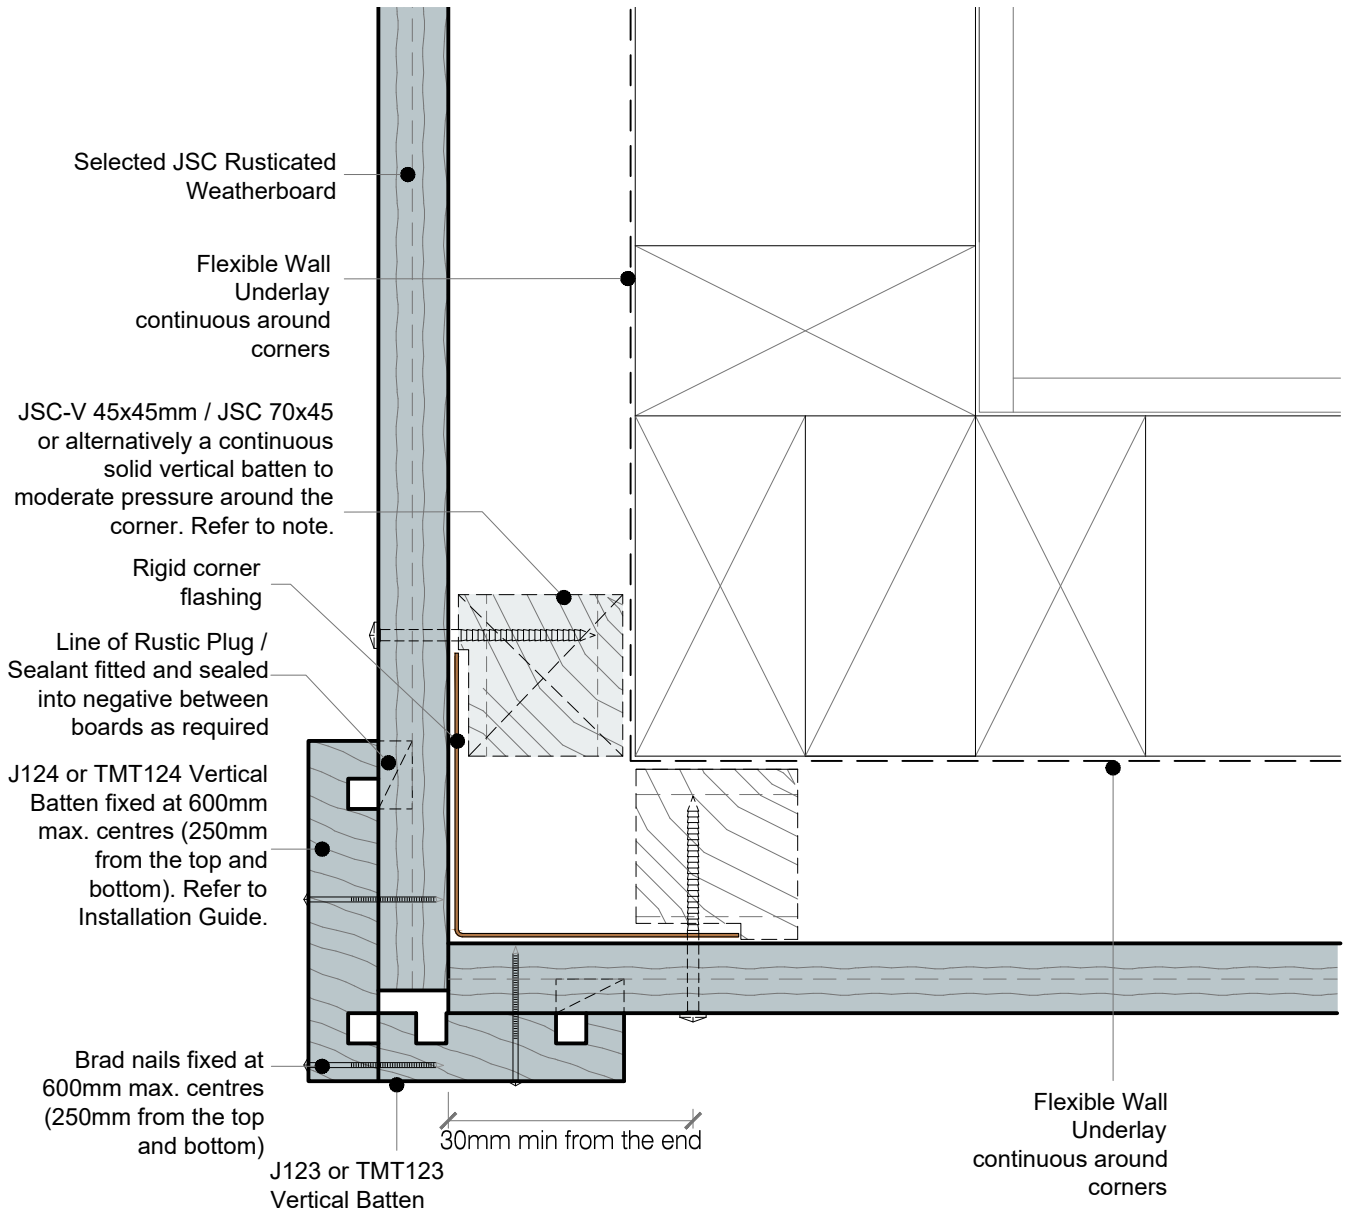 Selected JSC Rusticated
Weatherboard
Flexible Wall
Underlay
continuous around
corners
JSC-V 45x45mm / JSC 70x45
or alternatively a continuous
solid vertical batten to
moderate pressure around the
corner. Refer to note.
Rigid corner
flashing
Line of Rustic Plug /
Sealant fitted and sealed
into negative between
boards as required
J124 or TMT124 Vertical
Batten fixed at 600mm
max. centres (250mm
from the top and
bottom). Refer to
Installation Guide.
Brad nails fixed at
600mm max. centres
(250mm from the top
and bottom)
J123 or TMT123
Vertical Batten
30mm min from the end
Flexible Wall
Underlay
continuous around
corners